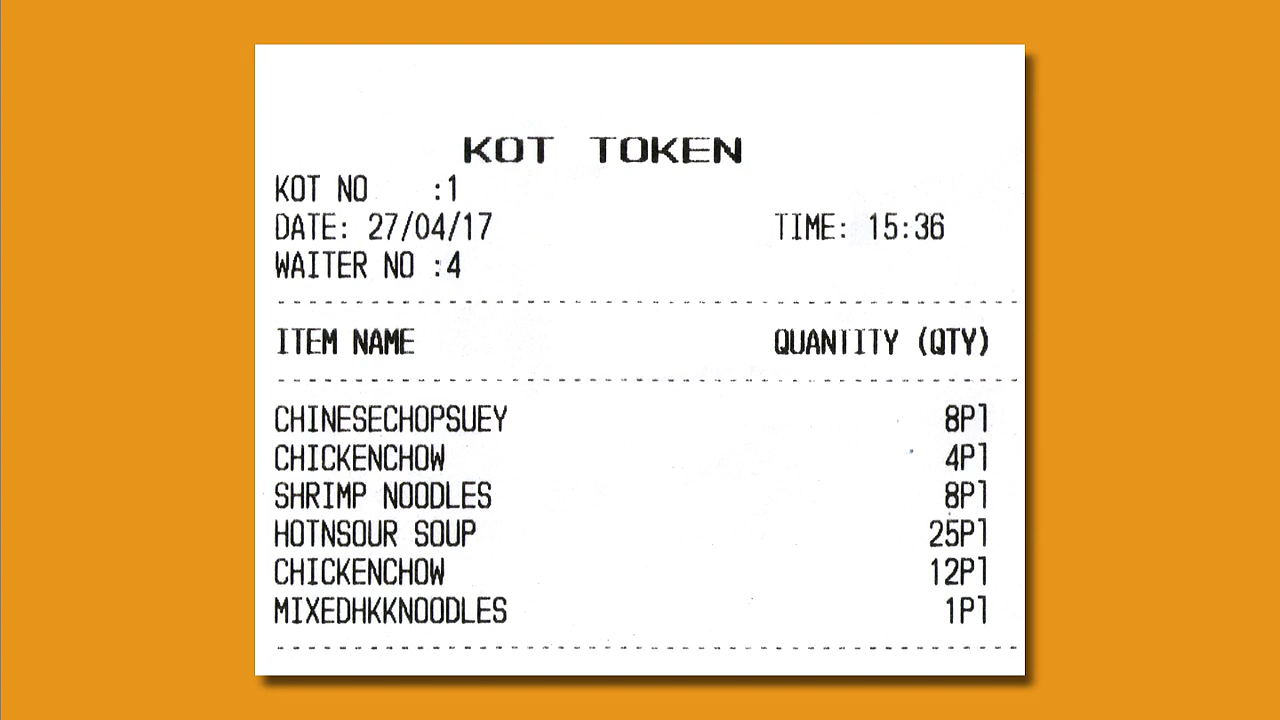 KOT TOKEN
KOT NO :1
DATE: 27/04/17 TIME: 15:36
WAITER NO :4
ITEM NAME QUANTITY (QTY)
CHINESECHOPSUEY 8Pl
CHICKENCHOW 4Pl
SHRIMP NOODLES 8Pl
HOTNSOUR SOUP 25Pl
CHICKENCHOW 12Pl
MIXEDHKKNOODLES 1Pl